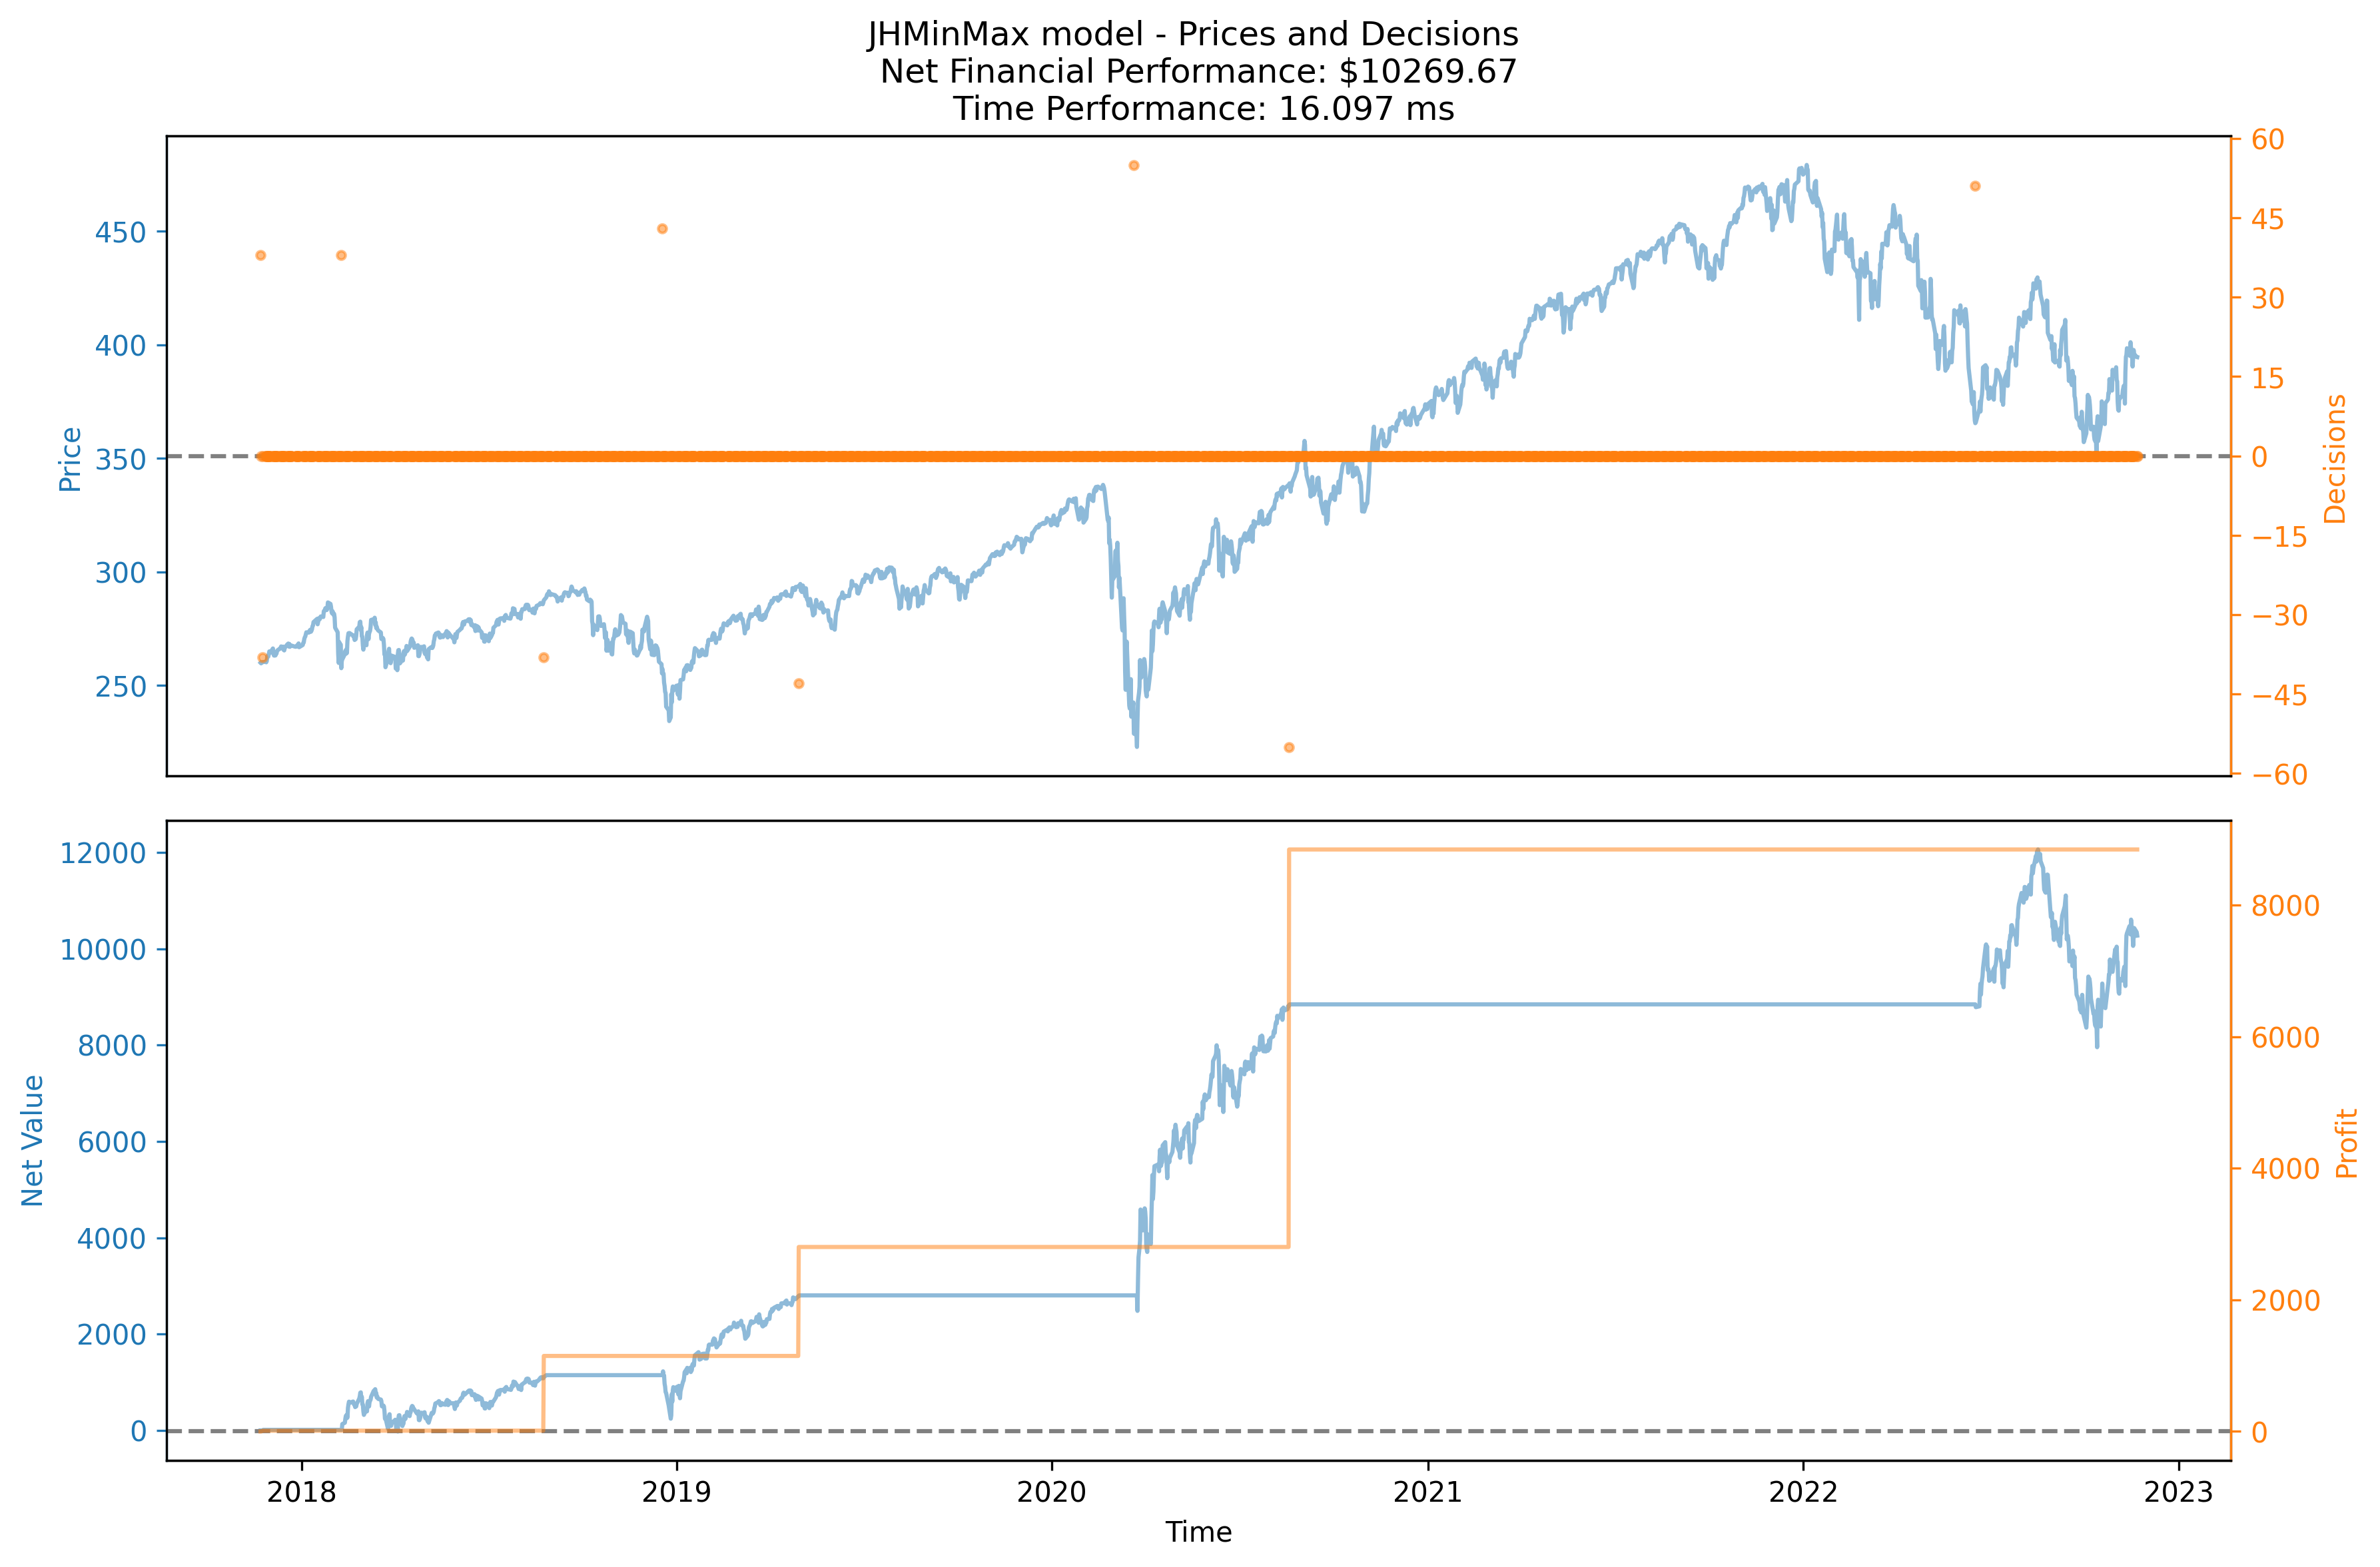 JHMinMax model - Prices and Decisions
Net Financial Performance: $10269.67
Time Performance: 16.097 ms
Price
450
400
350
300
250
60
45
30
15
0
−15
−30
−45
−60
Decisions
Net Value
12000
10000
8000
6000
4000
2000
0
8000
6000
4000
2000
0
Profit
2018 2019 2020 2021 2022 2023
Time